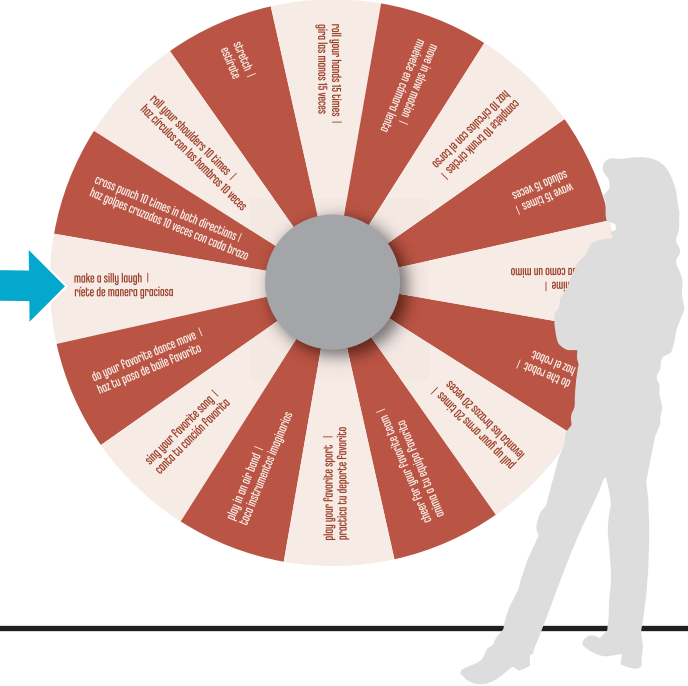 make a silly laugh |
ríete de manera graciosa
cross punch 10 times in both directions |
haz golpes cruzados 10 veces con cada brazo
roll your shoulders 10 times |
haz círculos con los hombros 10 veces
stretch |
estírate
roll your hands 15 times |
gira las manos 15 veces
move in slow motion |
muévete en cámara lenta
complete 10 trunk circles |
haz 10 círculos con el torso
wave 15 times |
saluda 15 veces
mime |
como un mimo
do the robot |
haz el robot
pull up your arms 20 times |
levanta los brazos 20 veces
cheer for your favorite team |
anima a tu equipo favorito
play your favorite sport |
practica tu deporte favorito
play in an air band |
toca instrumentos imaginarios
sing your favorite song |
canta tu canción favorita
do your favorite dance move |
haz tu paso de baile favorito